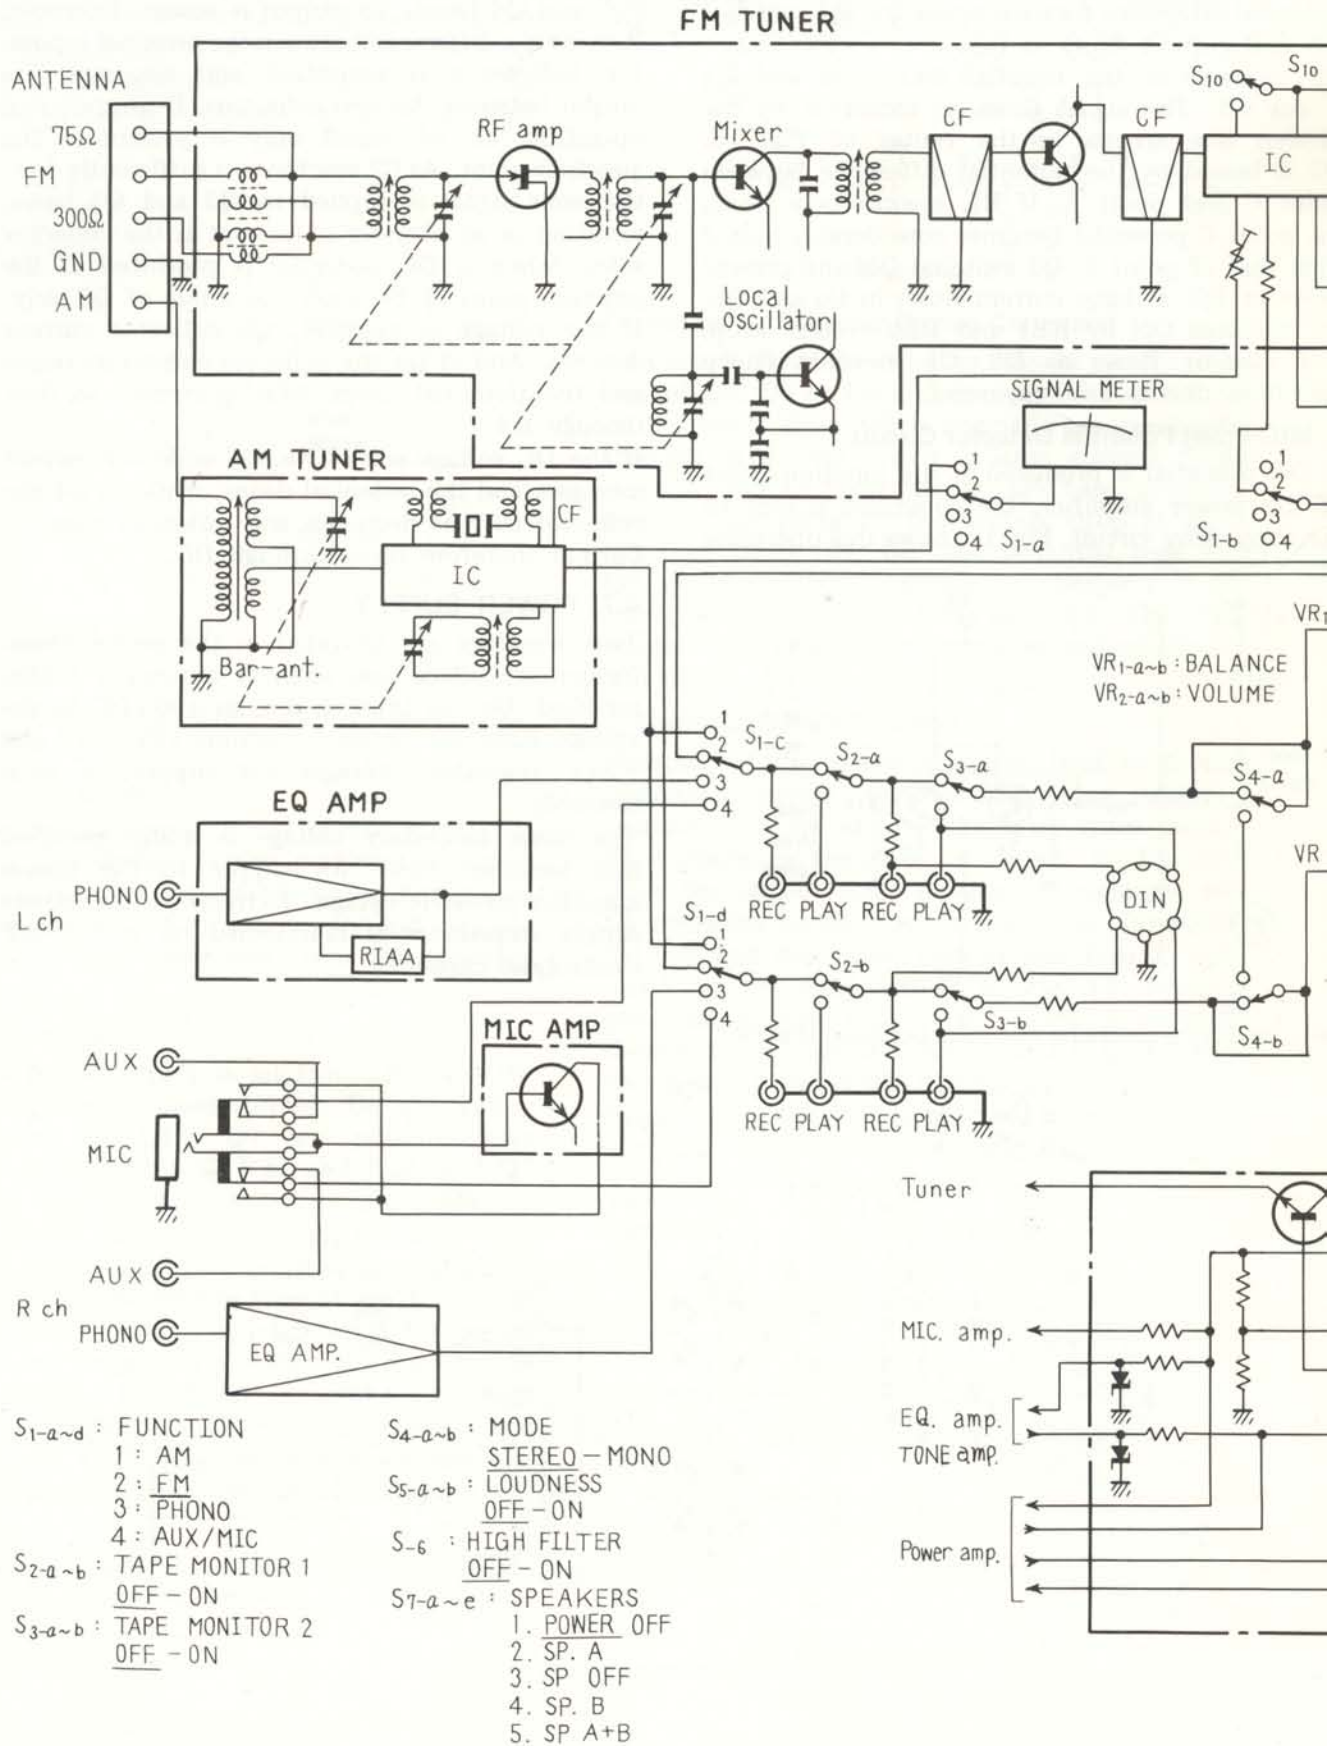 FM TUNER
ANTENNA
75Ω
FM
300Ω
GND
AM
RF amp
Mixer
CF
CF
S10
S10
IC
Local
oscillator
SIGNAL METER
1
2
3
4
S1-a
1
2
3
4
S1-b
AM TUNER
CF
IC
Bar-ant.
VR1
VR1-a~b : BALANCE
VR2-a~b : VOLUME
1
2
3
4
S1-c
S2-a
S3-a
S4-a
EQ AMP
VR
PHONO
L ch
RIAA
REC PLAY REC PLAY
DIN
S1-d
1
2
3
4
S2-b
S3-b
S4-b
MIC AMP
AUX
MIC
REC PLAY REC PLAY
AUX
R ch
PHONO
EQ AMP.
Tuner
MIC. amp.
EQ. amp.
TONE amp.
Power amp.
S1-a~d : FUNCTION
1 : AM
2 : FM
3 : PHONO
4 : AUX/MIC
S2-a~b : TAPE MONITOR 1
OFF - ON
S3-a~b : TAPE MONITOR 2
OFF - ON
S4-a~b : MODE
STEREO - MONO
S5-a~b : LOUDNESS
OFF - ON
S-6 : HIGH FILTER
OFF - ON
S7-a~e : SPEAKERS
1. POWER OFF
2. SP. A
3. SP OFF
4. SP. B
5. SP A+B